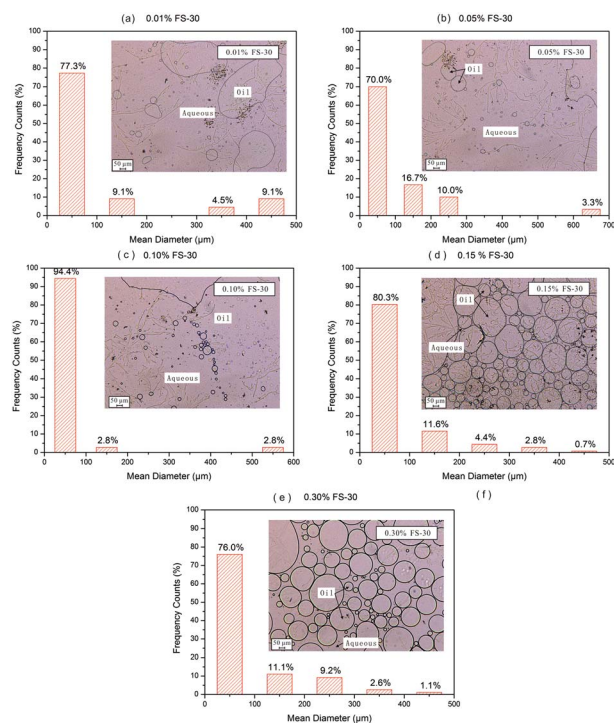 (a) 0.01% FS-30
100
90
80
70
60
50
40
30
20
10
0
Frequency Counts (%)
77.3%
9.1%
4.5%
9.1%
0.01% FS-30
Oil
Aqueous
50 μm
0 100 200 300 400 500
Mean Diameter (μm)
(b) 0.05% FS-30
100
90
80
70
60
50
40
30
20
10
0
Frequency Counts (%)
70.0%
16.7%
10.0%
3.3%
0.05% FS-30
Oil
Aqueous
50 μm
0 100 200 300 400 500 600 700
Mean Diameter (μm)
(c) 0.10% FS-30
100
90
80
70
60
50
40
30
20
10
0
Frequency Counts (%)
94.4%
2.8%
2.8%
0.10% FS-30
Oil
Aqueous
50 μm
0 100 200 300 400 500 600
Mean Diameter (μm)
(d) 0.15 % FS-30
100
90
80
70
60
50
40
30
20
10
0
Frequency Counts (%)
80.3%
11.6%
4.4%
2.8%
0.7%
0.15% FS-30
Oil
Aqueous
50 μm
0 100 200 300 400 500
Mean Diameter (μm)
(e) 0.30% FS-30
100
90
80
70
60
50
40
30
20
10
0
Frequency Counts (%)
76.0%
11.1%
9.2%
2.6%
1.1%
0.30% FS-30
Oil
Aqueous
50 μm
0 100 200 300 400 500
Mean Diameter (μm)
(f)